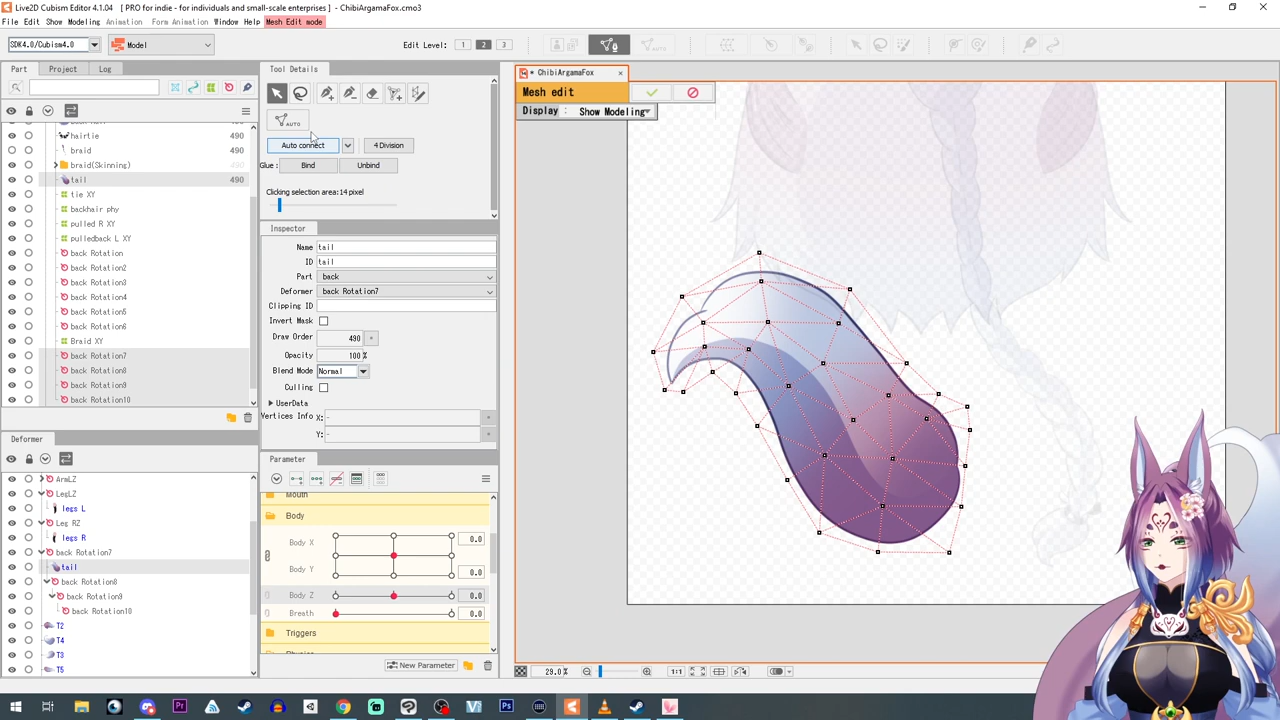 Live2D Cubism Editor 4.1.04 [ PRO for indie - for individuals and small-scale enterprises ] - ChibiArgamaFox.cmo3
File Edit Show Modeling Animation Form Animation Window Help Mesh Edit mode
SDK4.0/Cubism4.0 Model Edit Level: 1 2 3
Part Project Log
hairtie 490
braid 490
braid(Skinning) 490
tail 490
tie XY
backhair phy
pulled R XY
pulledback L XY
back Rotation
back Rotation2
back Rotation3
back Rotation4
back Rotation5
back Rotation6
Braid XY
back Rotation7
back Rotation8
back Rotation9
back Rotation10
Deformer
ArmLZ
LegLZ
legs L
Leg RZ
legs R
back Rotation7
tail
back Rotation8
back Rotation9
back Rotation10
T2
T4
T3
T5
Tool Details
AUTO
Auto connect 4 Division
Glue : Bind Unbind
Clicking selection area:14 pixel
Inspector
Name tail
ID tail
Part back
Deformer back Rotation7
Clipping ID
Invert Mask
Draw Order 490
Opacity 100 %
Blend Mode Normal
Culling
UserData
Vertices Info X: -
Y: -
Parameter
Mouth
Body
Body X 0.0
Body Y 0.0
Body Z 0.0
Breath 0.0
Triggers
New Parameter
* ChibiArgamaFox ×
Mesh edit
Display : Show Modeling
29.0 % 1:1